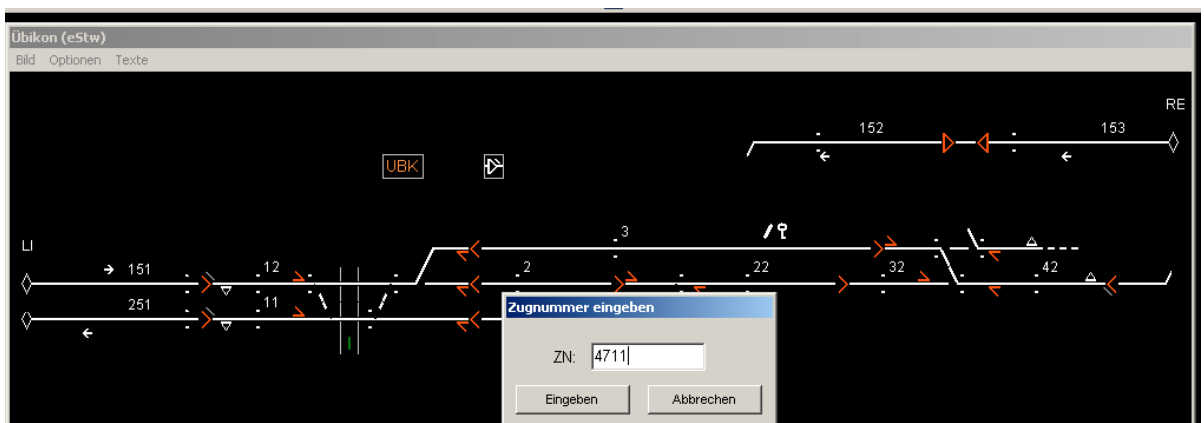 Übikon (eStw)
Bild Optionen Texte
RE
152 153
UBK
LI
3
151 12 2 22 32 42
251 11
Zugnummer eingeben
ZN: 4711
Eingeben Abbrechen